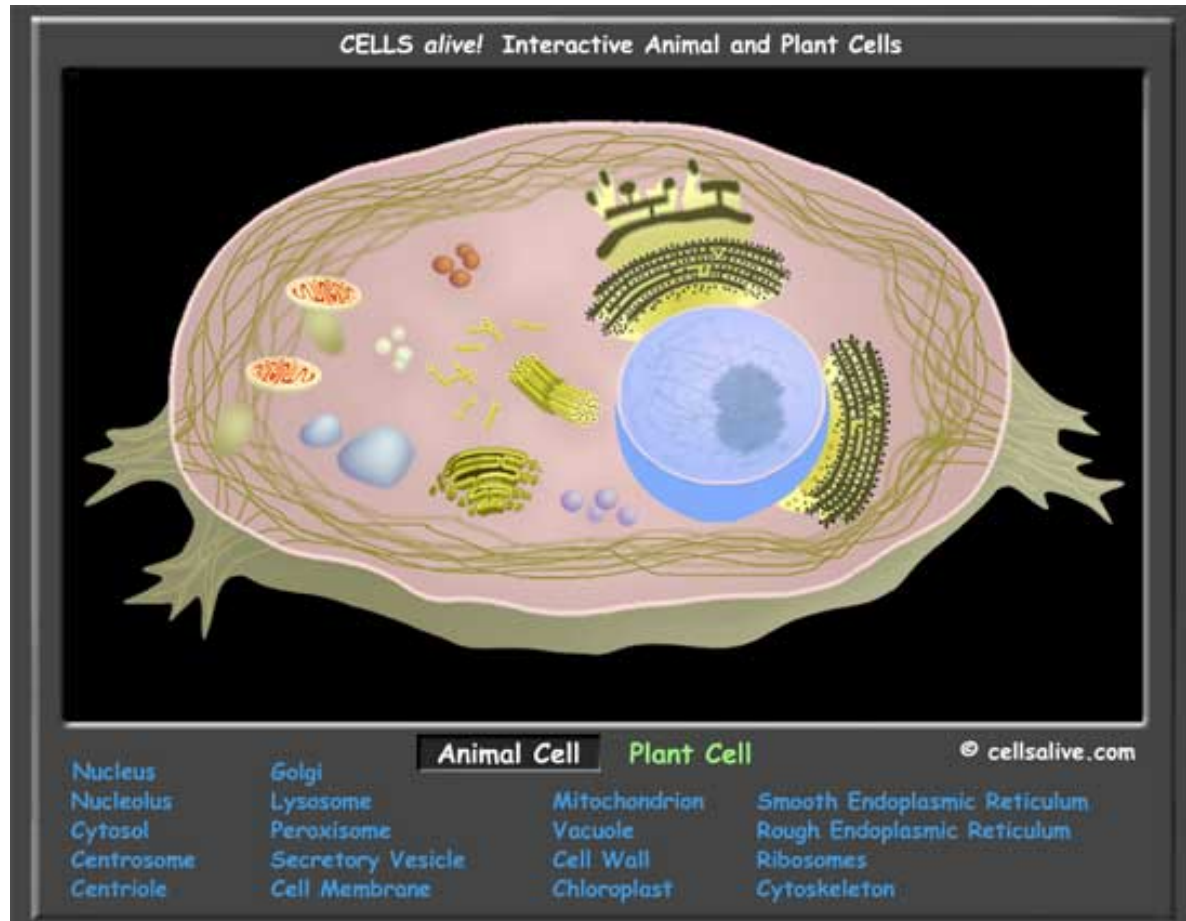 CELLS alive! Interactive Animal and Plant Cells
Animal Cell Plant Cell © cellsalive.com
Nucleus Golgi
Nucleolus Lysosome Mitochondrion Smooth Endoplasmic Reticulum
Cytosol Peroxisome Vacuole Rough Endoplasmic Reticulum
Centrosome Secretory Vesicle Cell Wall Ribosomes
Centriole Cell Membrane Chloroplast Cytoskeleton